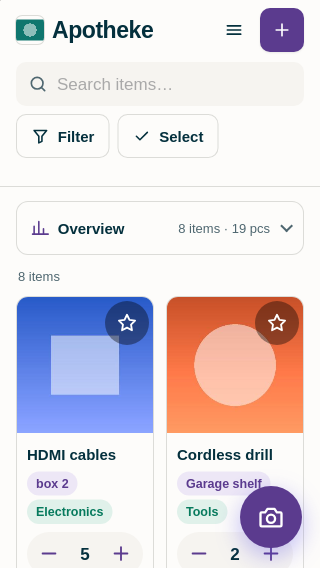 Apotheke
Search items…
Filter
Select
Overview
8 items · 19 pcs
8 items
HDMI cables
box 2
Electronics
5
Cordless drill
Garage shelf
Tools
2